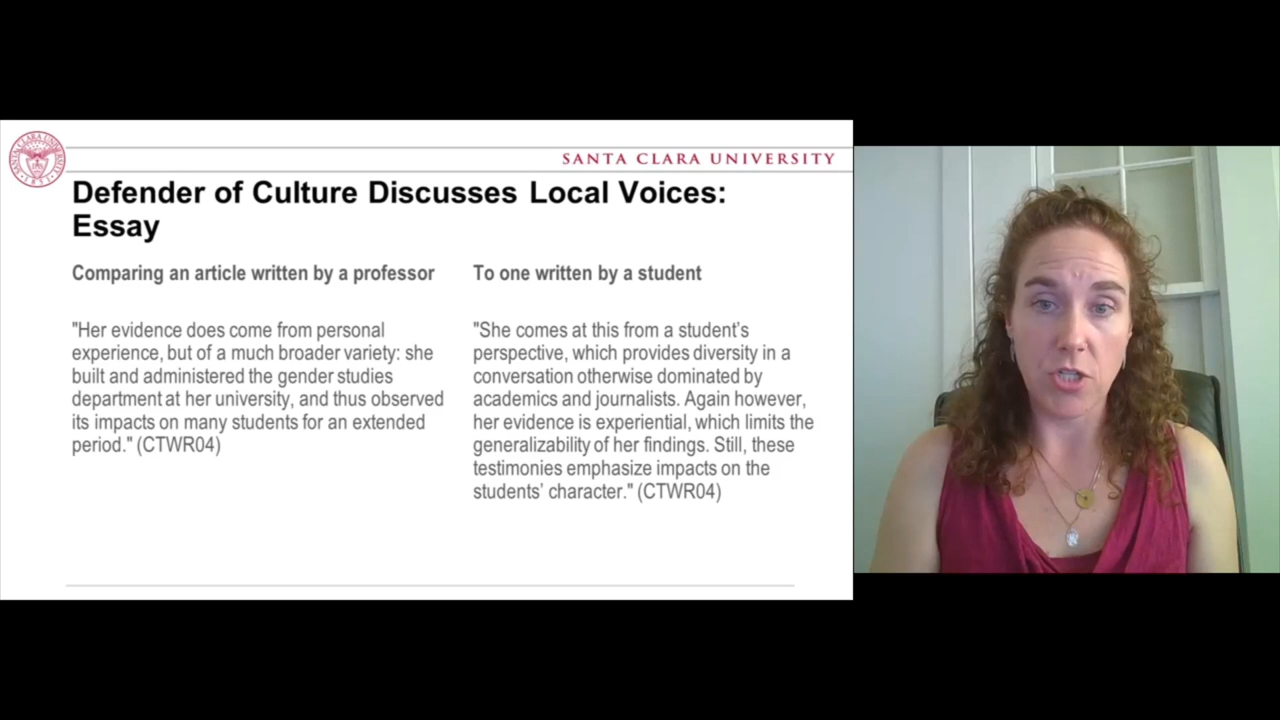 SANTA CLARA UNIVERSITY
Defender of Culture Discusses Local Voices:
Essay
Comparing an article written by a professor
"Her evidence does come from personal
experience, but of a much broader variety: she
built and administered the gender studies
department at her university, and thus observed
its impacts on many students for an extended
period." (CTWR04)
To one written by a student
"She comes at this from a student’s
perspective, which provides diversity in a
conversation otherwise dominated by
academics and journalists. Again however,
her evidence is experiential, which limits the
generalizability of her findings. Still, these
testimonies emphasize impacts on the
students’ character." (CTWR04)